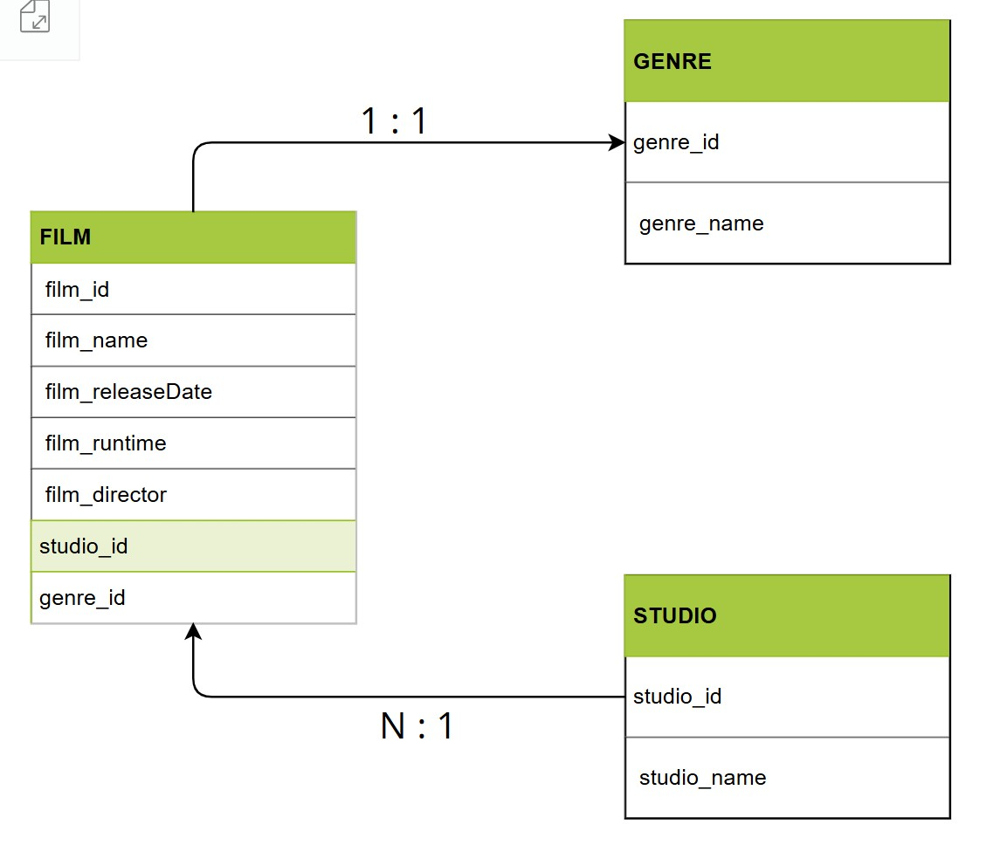 GENRE
genre_id
genre_name
1 : 1
FILM
film_id
film_name
film_releaseDate
film_runtime
film_director
studio_id
genre_id
N : 1
STUDIO
studio_id
studio_name